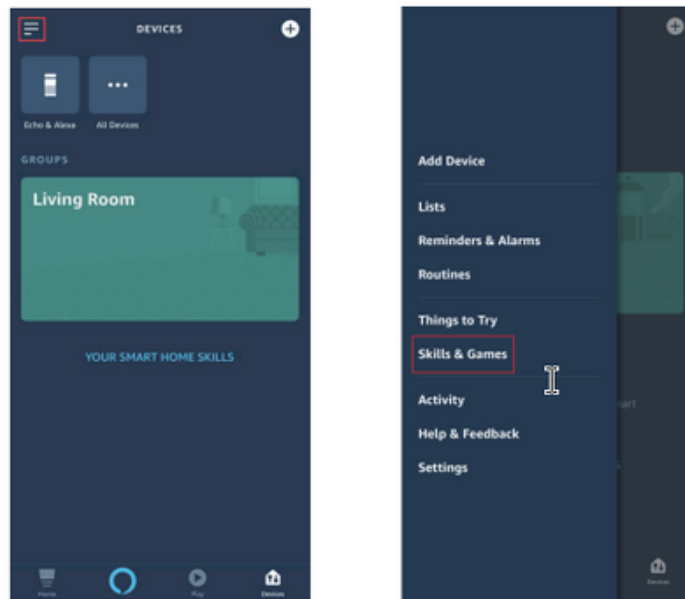 DEVICES
Echo & Alexa
All Devices
GROUPS
Living Room
YOUR SMART HOME SKILLS
Home
Play
Devices
Add Device
Lists
Reminders & Alarms
Routines
Things to Try
Skills & Games
Activity
Help & Feedback
Settings
Devices